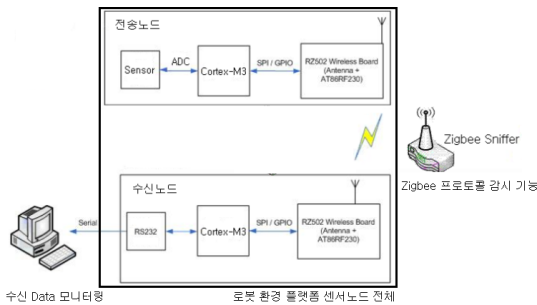 전송노드
Sensor
ADC
Cortex-M3
SPI / GPIO
RZ502 Wireless Board
(Antenna +
AT86RF230)
Zigbee Sniffer
Zigbee 프로토콜 감시 기능
수신노드
Serial
RS232
Cortex-M3
SPI / GPIO
RZ502 Wireless Board
(Antenna +
AT86RF230)
수신 Data 모니터링
로봇 환경 플랫폼 센서노드 전체